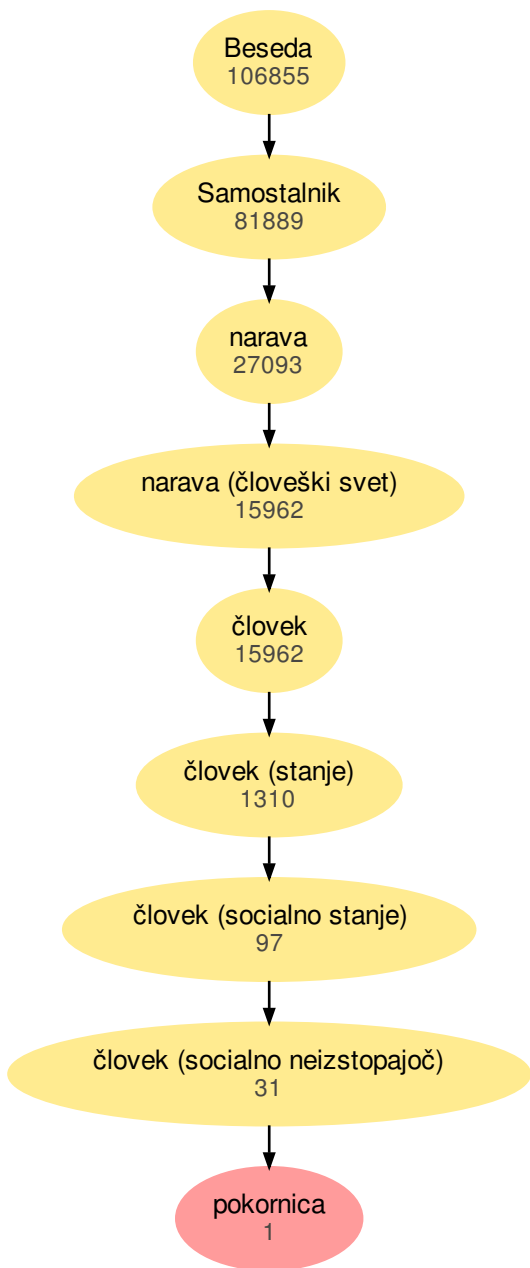 Beseda
106855
Samostalnik
81889
narava
27093
narava (človeški svet)
15962
človek
15962
človek (stanje)
1310
človek (socialno stanje)
97
človek (socialno neizstopajoč)
31
pokornica
1